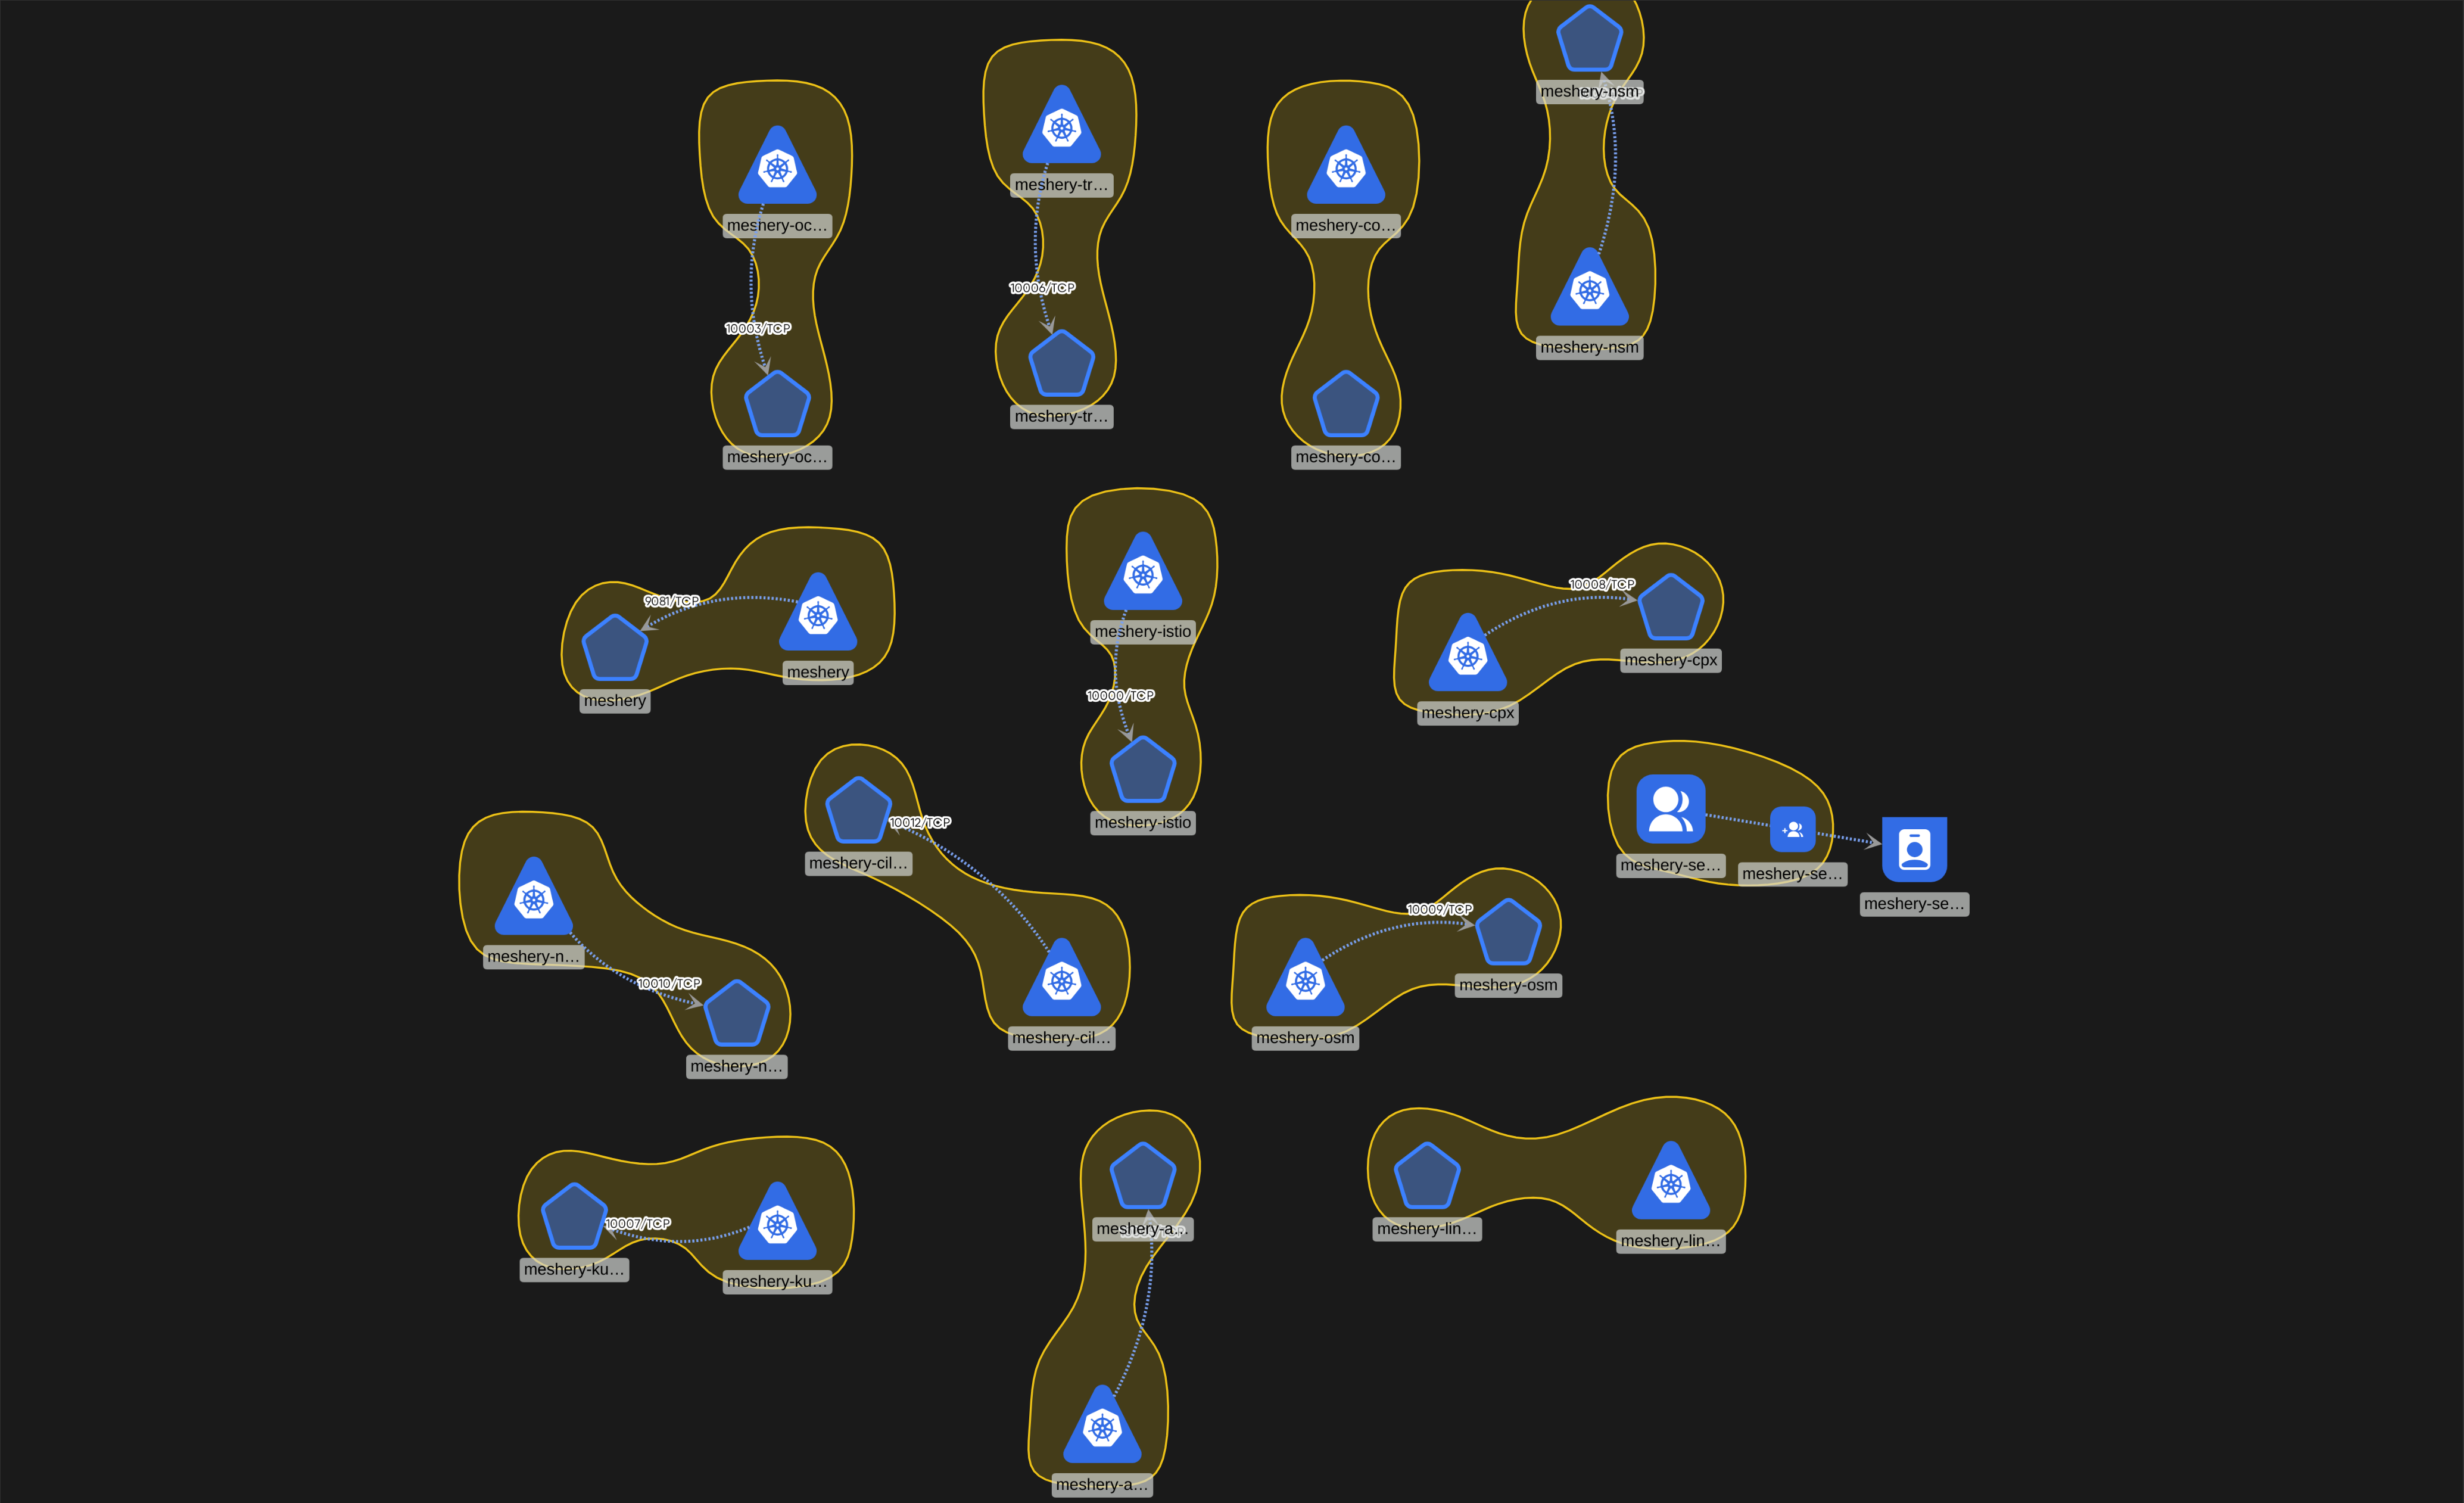 meshery-nsm
meshery-tr…
meshery-oc…
meshery-co…
10006/TCP
10003/TCP
meshery-nsm
meshery-tr…
meshery-oc…
meshery-co…
10008/TCP
9081/TCP
meshery-istio
meshery-cpx
meshery
meshery
10000/TCP
meshery-cpx
10012/TCP
meshery-istio
meshery-cil…
meshery-se…
meshery-se…
meshery-se…
10009/TCP
meshery-n…
10010/TCP
meshery-osm
meshery-cil…
meshery-osm
meshery-n…
10007/TCP
meshery-a…
meshery-lin…
meshery-lin…
meshery-ku…
meshery-ku…
meshery-a…